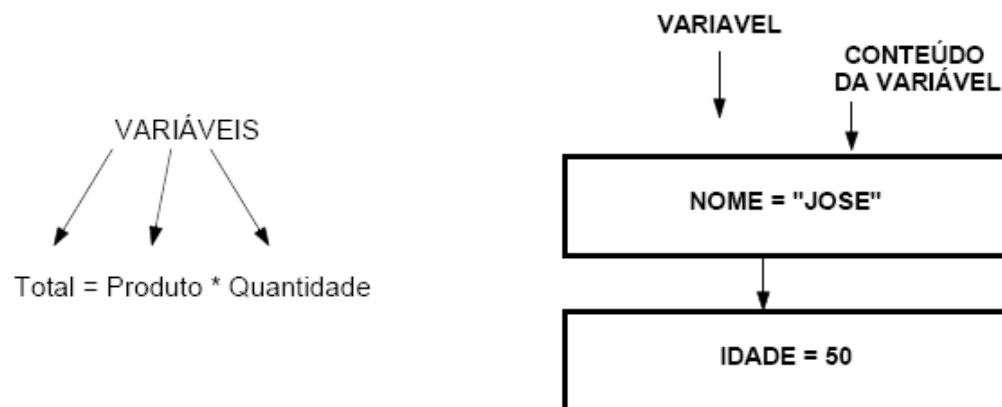 VARIÁVEIS
Total = Produto * Quantidade
VARIAVEL
CONTEÚDO
DA VARIÁVEL
NOME = "JOSE"
IDADE = 50